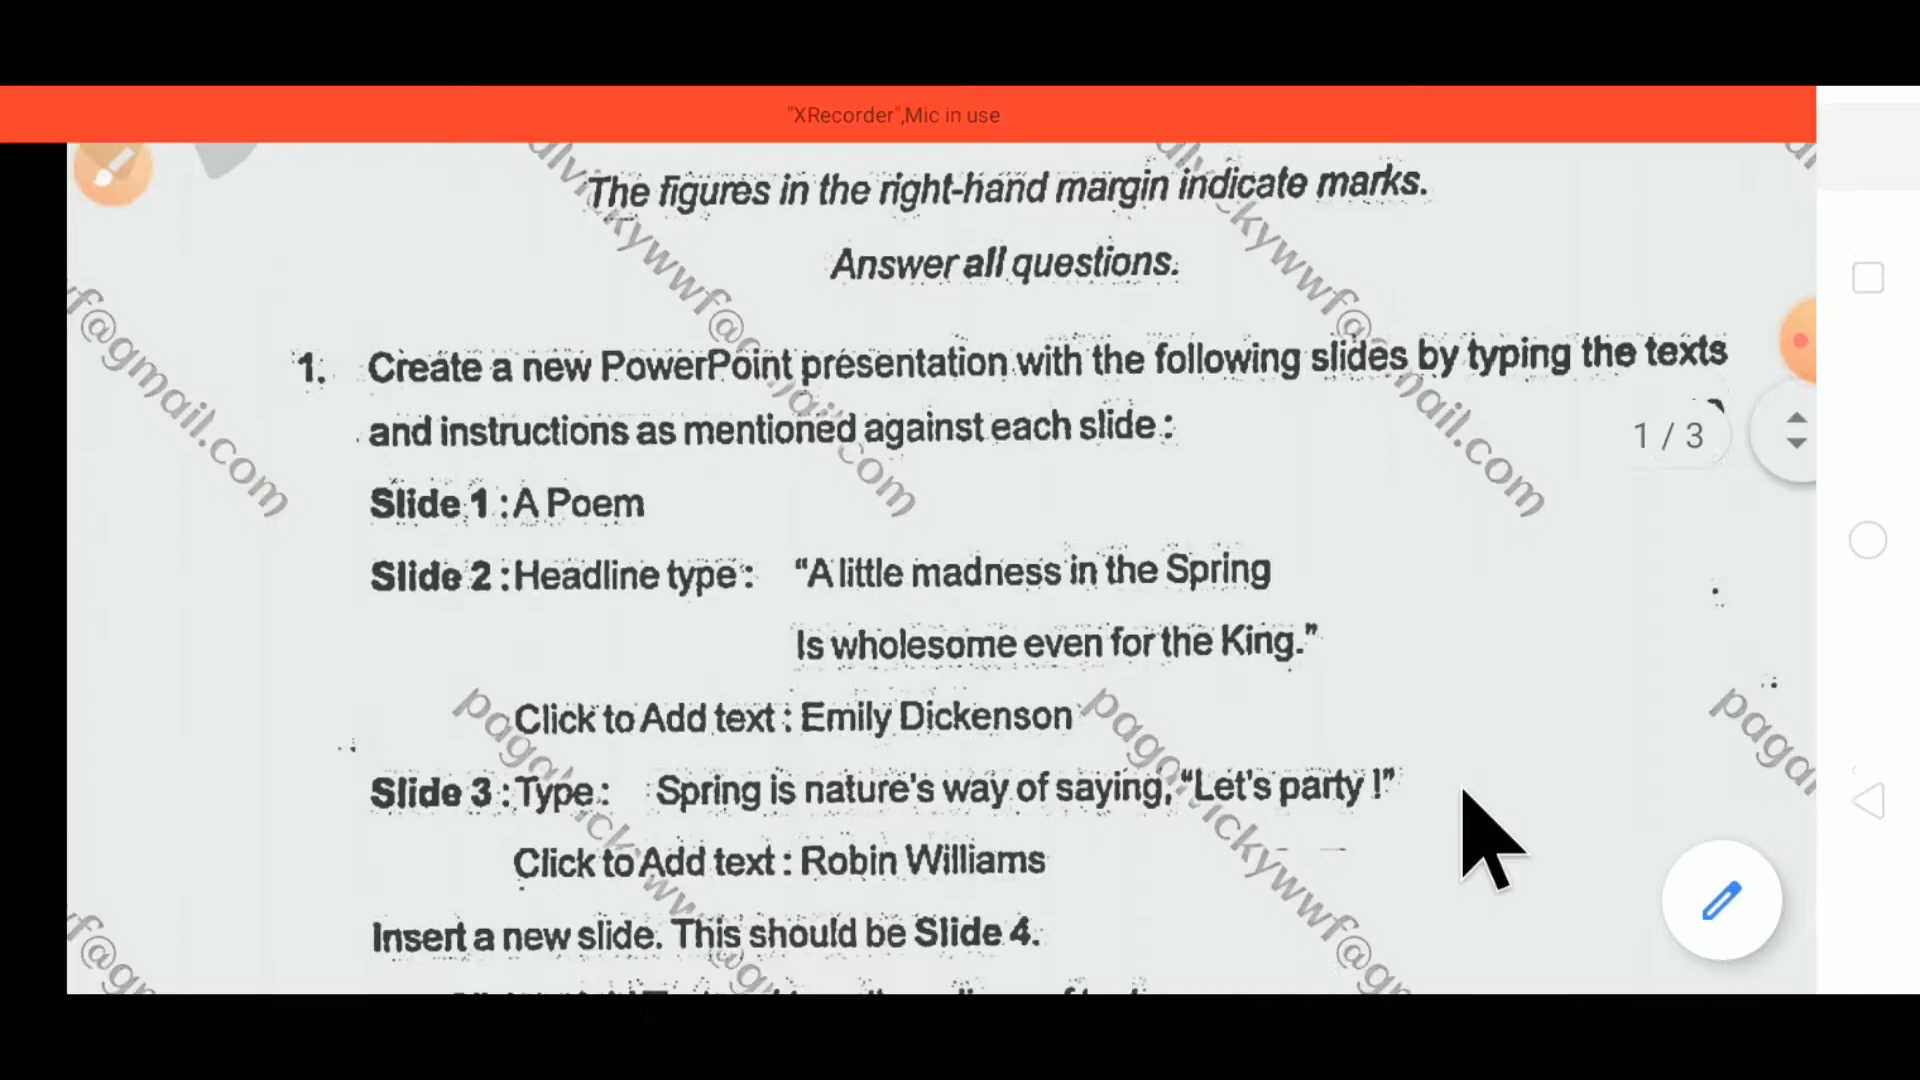 "XRecorder",Mic in use
The figures in the right-hand margin indicate marks.
Answer all questions.
1. Create a new PowerPoint presentation with the following slides by typing the texts
and instructions as mentioned against each slide :
1 / 3
Slide 1 : A Poem
Slide 2 : Headline type : “A little madness in the Spring
Is wholesome even for the King.”
Click to Add text : Emily Dickenson
Slide 3 : Type : Spring is nature's way of saying, “Let's party !”
Click to Add text : Robin Williams
Insert a new slide. This should be Slide 4.